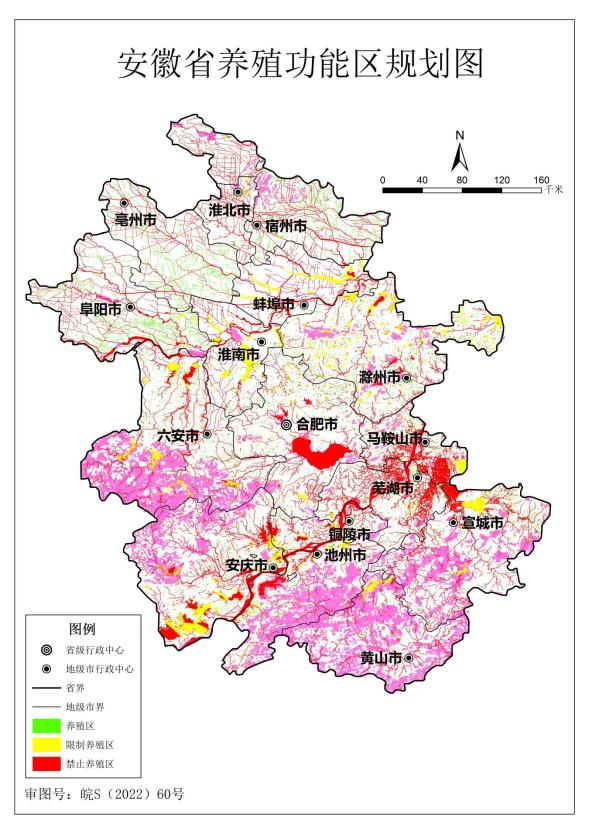 安徽省养殖功能区规划图
N
0 40 80 120 160
千米
淮北市
亳州市
宿州市
蚌埠市
阜阳市
淮南市
滁州市
合肥市
六安市
马鞍山市
芜湖市
铜陵市
宣城市
池州市
安庆市
黄山市
图例
省级行政中心
地级市行政中心
省界
地级市界
养殖区
限制养殖区
禁止养殖区
审图号：皖S（2022）60号